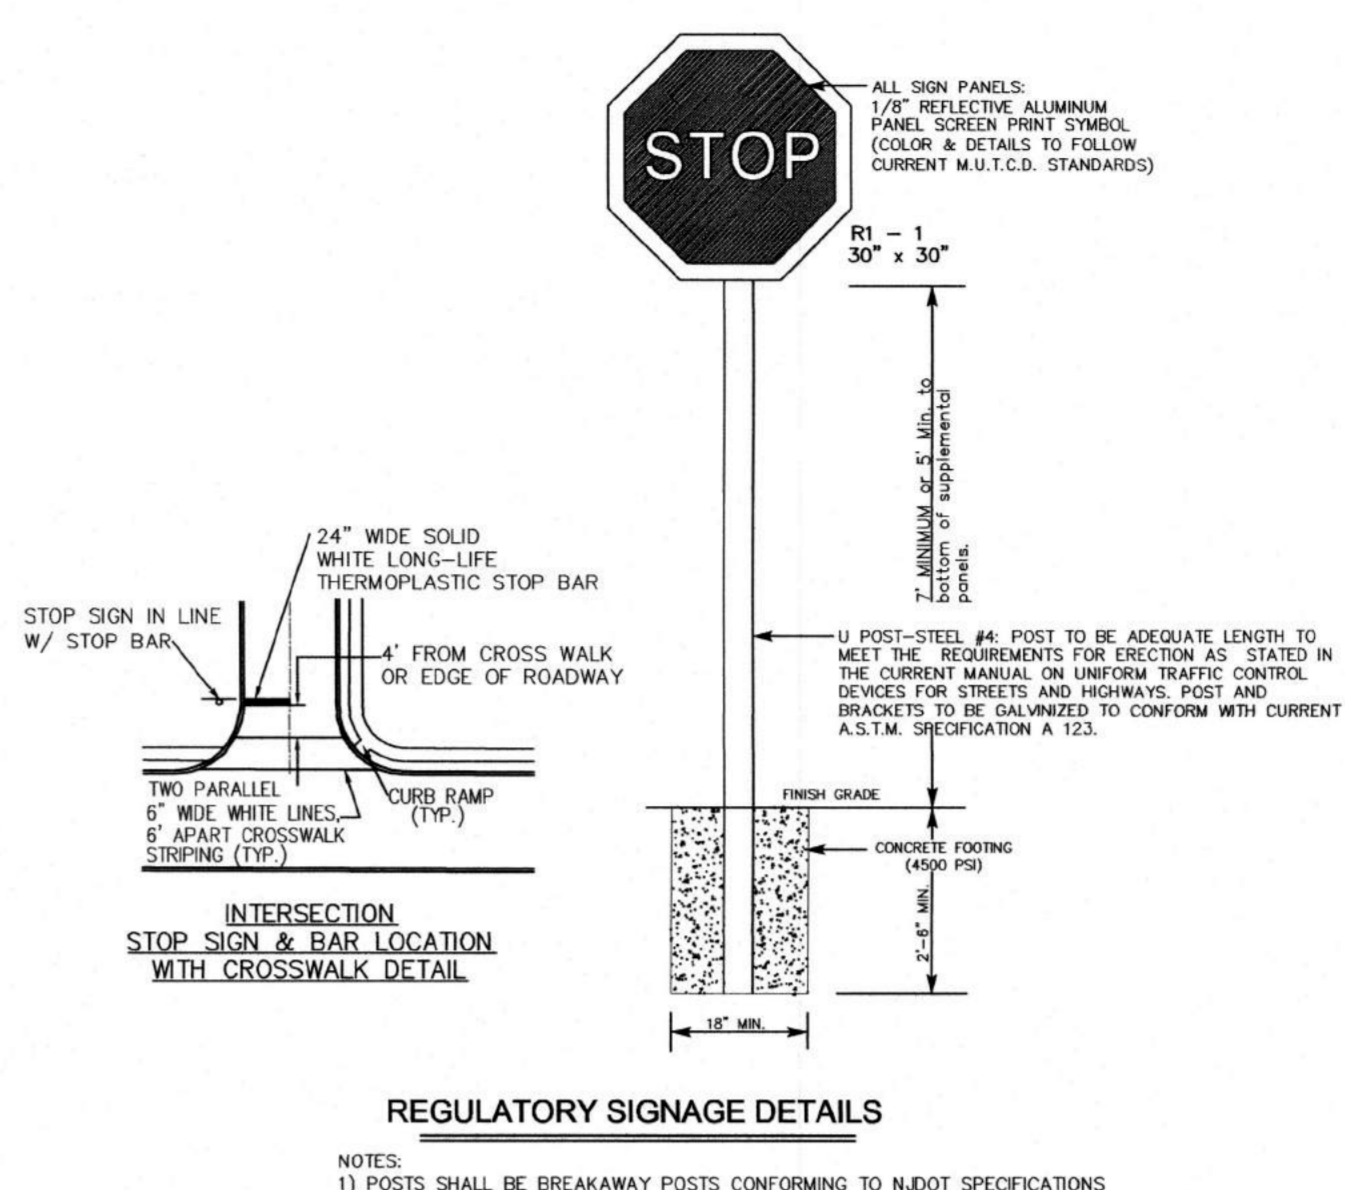 STOP
ALL SIGN PANELS:
1/8" REFLECTIVE ALUMINUM
PANEL SCREEN PRINT SYMBOL
(COLOR & DETAILS TO FOLLOW
CURRENT M.U.T.C.D. STANDARDS)
R1 - 1
30" x 30"
7' MINIMUM or 5' Min. to
bottom of supplemental
panels.
24" WIDE SOLID
WHITE LONG-LIFE
THERMOPLASTIC STOP BAR
STOP SIGN IN LINE
W/ STOP BAR
4' FROM CROSS WALK
OR EDGE OF ROADWAY
U POST-STEEL #4: POST TO BE ADEQUATE LENGTH TO
MEET THE REQUIREMENTS FOR ERECTION AS STATED IN
THE CURRENT MANUAL ON UNIFORM TRAFFIC CONTROL
DEVICES FOR STREETS AND HIGHWAYS. POST AND
BRACKETS TO BE GALVINIZED TO CONFORM WITH CURRENT
A.S.T.M. SPECIFICATION A 123.
TWO PARALLEL
6" WIDE WHITE LINES,
6' APART CROSSWALK
STRIPING (TYP.)
CURB RAMP
(TYP.)
FINISH GRADE
CONCRETE FOOTING
(4500 PSI)
2'-6" MIN.
18" MIN.
INTERSECTION
STOP SIGN & BAR LOCATION
WITH CROSSWALK DETAIL
REGULATORY SIGNAGE DETAILS
NOTES:
1) POSTS SHALL BE BREAKAWAY POSTS CONFORMING TO NJDOT SPECIFICATIONS